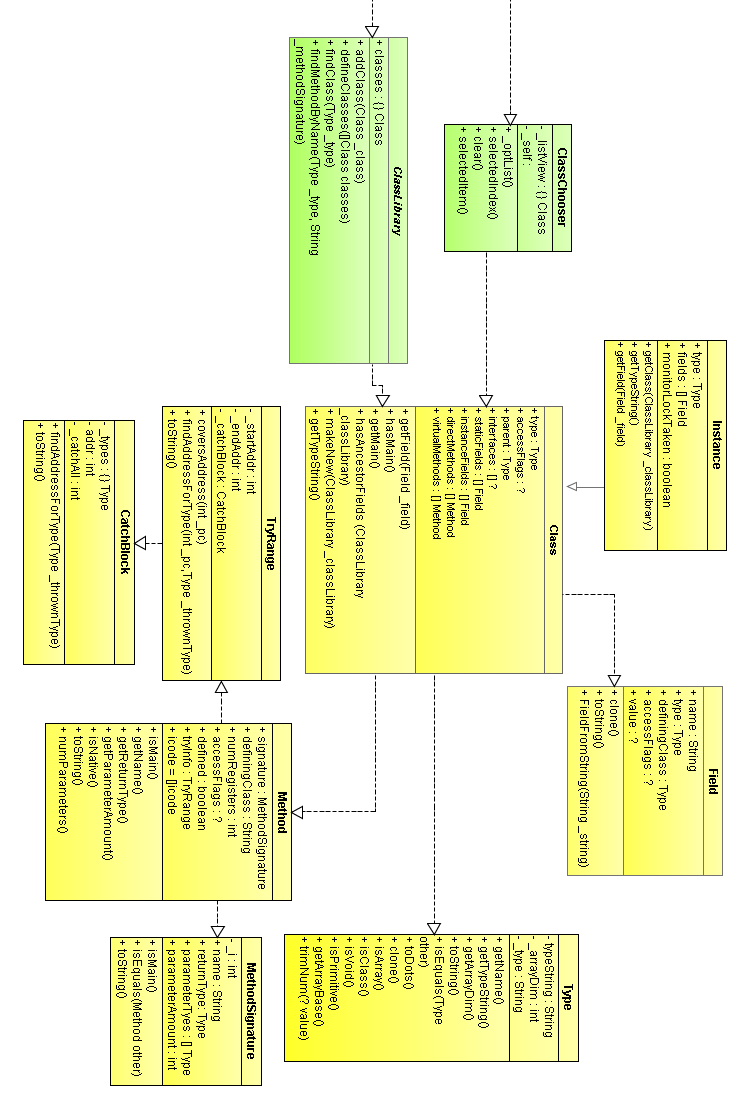 ClassLibrary
+ classes : {} Class
+ addClass(Class _class)
+ defineClasses([]Class classes)
+ findClass(Type _type)
+ findMethodByName(Type _type, String
_methodSignature)
ClassChooser
- _listView : {} Class
- _self :
+ _optList()
+ selectedIndex()
+ clear()
+ selectedItem()
Instance
+ type : Type
+ fields : [] Field
+ monitorLockTaken : boolean
+ getClass(ClassLibrary _classLibrary)
+ getTypeString()
+ getField(Field _field)
Class
+ type : Type
+ accessFlags : ?
+ parent : Type
+ interfaces : [] ?
+ staticFields : [] Field
+ instanceFields : [] Field
+ directMethods : [] Method
+ virtualMethods : [] Method
+ getField(Field _field)
+ hasMain()
+ getMain()
+ hasAncestorFields (ClassLibrary
_classLibrary)
+ makeNew(ClassLibrary _classLibrary)
+ getTypeString()
TryRange
- _startAddr : int
- _endAddr : int
- _catchBlock : CatchBlock
+ coversAddress(int _pc)
+ findAddressForType(int _pc,Type _thrownType)
+ toString()
CatchBlock
- _types : {} Type
- addr : int
- _catchAll : int
+ findAddressForType(Type _thrownType)
+ toString()
Field
+ name : String
+ type : Type
+ definingClass : Type
+ accessFlags : ?
+ value : ?
+ clone()
+ toString()
+ FieldFromString(String _string)
Method
+ signature : MethodSignature
+ definingClass : String
+ numRegisters : int
+ accessFlags : ?
+ defined : boolean
+ tryInfo : TryRange
+ icode = []icode
+ isMain()
+ getName()
+ getReturnType()
+ getParameterAmount()
+ isNative()
+ toString()
+ numParameters()
Type
- typeString : String
- _arrayDim : int
- _type : String
+ getName()
+ getTypeString()
+ getArrayDim()
+ toString()
+ isEquals(Type
other)
+ toDots()
+ clone()
+ isArray()
+ isClass()
+ isVoid()
+ isPrimitive()
+ getArrayBase()
+ trimNum(? value)
MethodSignature
- _i : int
+ name : String
+ returnType : Type
+ parameterTyes : [] Type
+ parameterAmount : int
+ isMain()
+ isEquals(Method other)
+ toString()